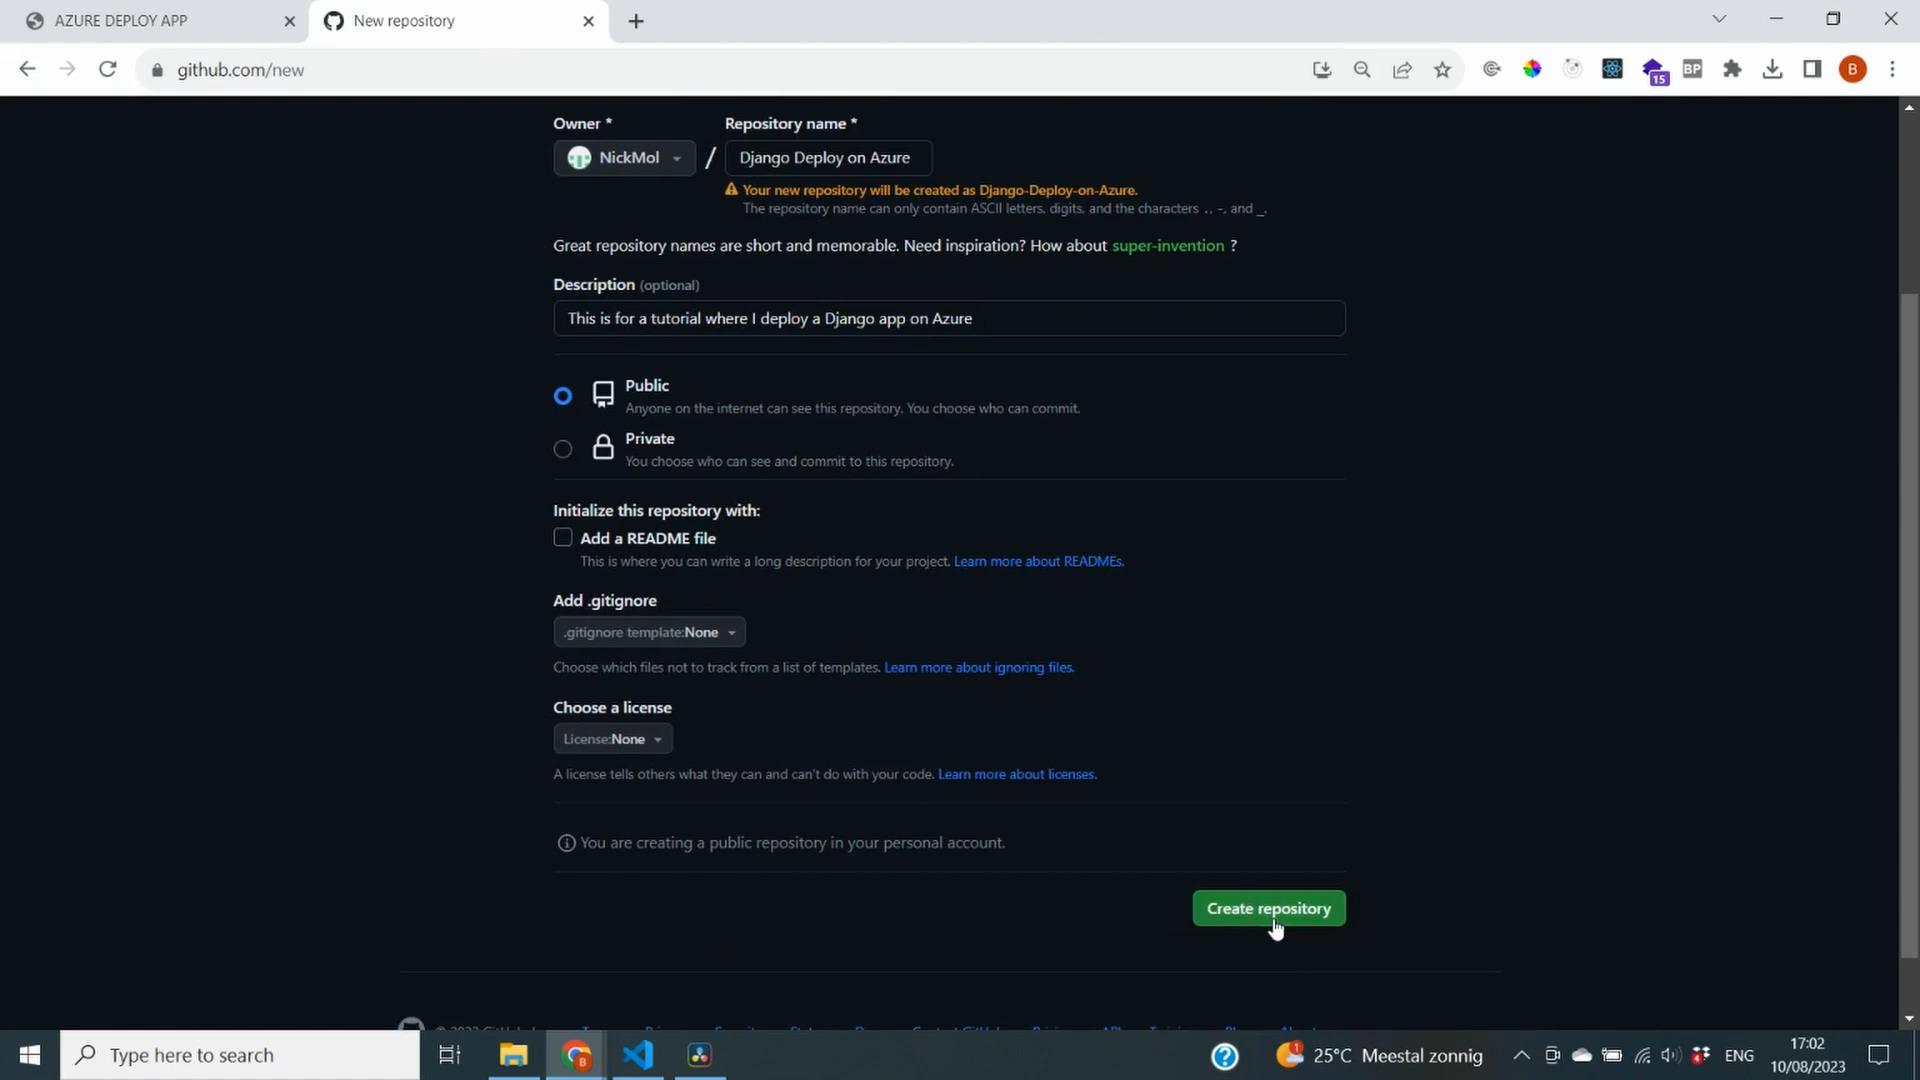 AZURE DEPLOY APP
New repository
github.com/new
15
BP
B
Owner *
Repository name *
NickMol
/
Django Deploy on Azure
Your new repository will be created as Django-Deploy-on-Azure.
The repository name can only contain ASCII letters, digits, and the characters ., -, and _.
Great repository names are short and memorable. Need inspiration? How about super-invention ?
Description (optional)
This is for a tutorial where I deploy a Django app on Azure
Public
Anyone on the internet can see this repository. You choose who can commit.
Private
You choose who can see and commit to this repository.
Initialize this repository with:
Add a README file
This is where you can write a long description for your project. Learn more about READMEs.
Add .gitignore
.gitignore template:None
Choose which files not to track from a list of templates. Learn more about ignoring files.
Choose a license
License:None
A license tells others what they can and can't do with your code. Learn more about licenses.
You are creating a public repository in your personal account.
Create repository
Type here to search
B
1
25°C Meestal zonnig
ENG
17:02
10/08/2023